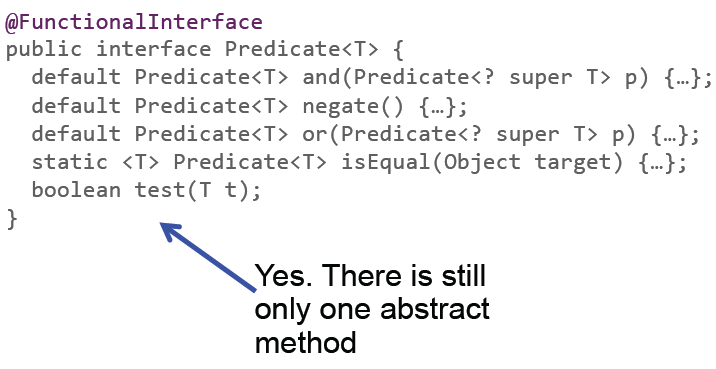 @FunctionalInterface
public interface Predicate<T> {
  default Predicate<T> and(Predicate<? super T> p) {…};
  default Predicate<T> negate() {…};
  default Predicate<T> or(Predicate<? super T> p) {…};
  static <T> Predicate<T> isEqual(Object target) {…};
  boolean test(T t);
}
Yes. There is still
only one abstract
method